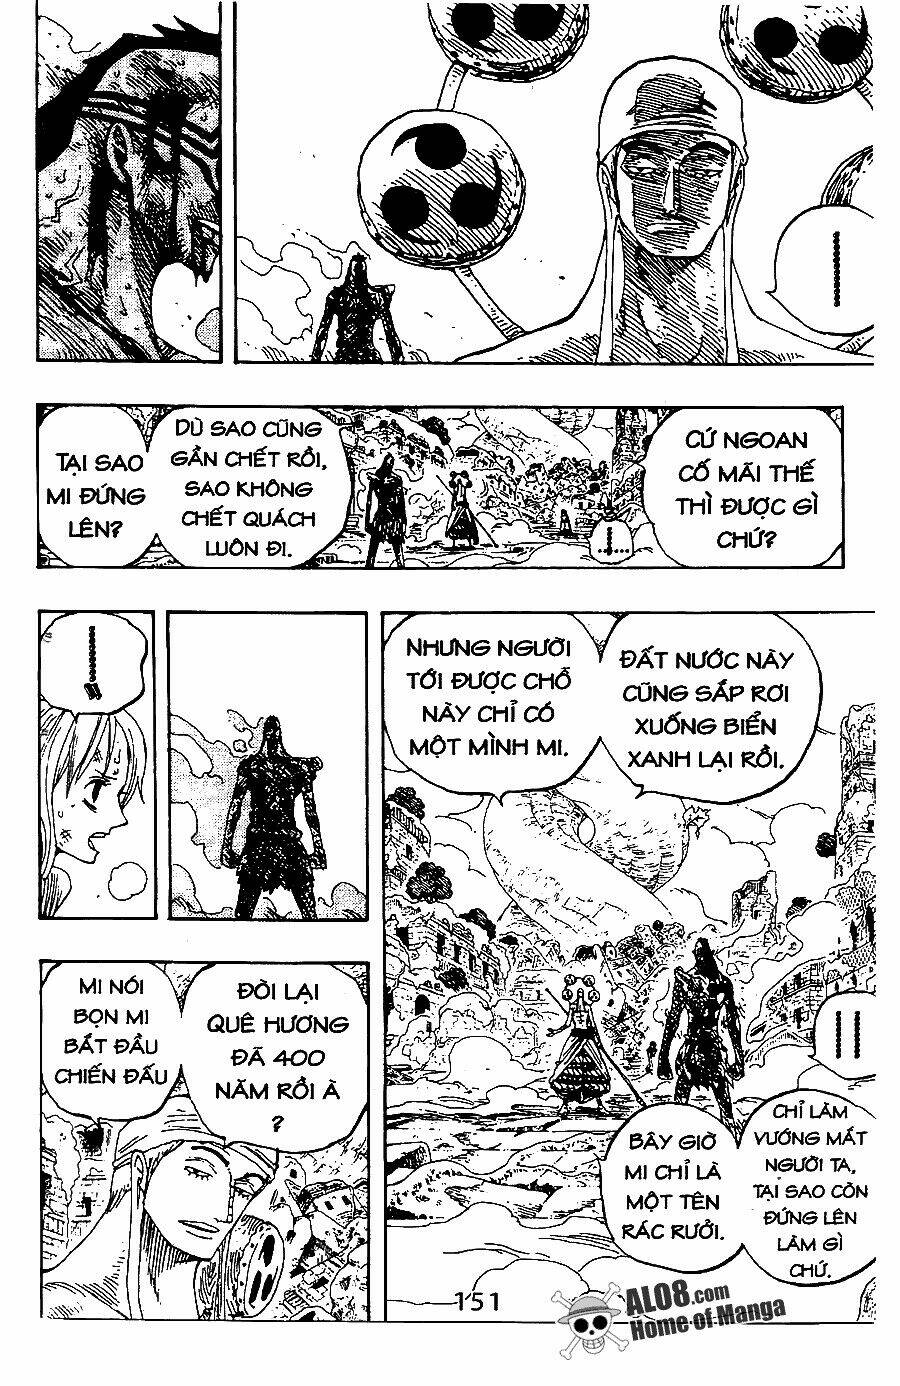 CỨ NGOAN
CỐ MÃI THẾ
THÌ ĐƯỢC GÌ
CHỨ?
DÙ SAO CŨNG
GẦN CHẾT RỒI,
SAO KHÔNG
CHẾT QUÁCH
LUÔN ĐI.
TẠI SAO
MI ĐỨNG
LÊN?
ĐẤT NƯỚC NÀY
CŨNG SẮP RƠI
XUỐNG BIỂN
XANH LẠI RỒI.
NHƯNG NGƯỜI
TỚI ĐƯỢC CHỖ
NÀY CHỈ CÓ
MỘT MÌNH MI.
CHỈ LÀM
VƯỚNG MẮT
NGƯỜI TA,
TẠI SAO CÒN
ĐỨNG LÊN
LÀM GÌ
CHỨ.
BÂY GIỜ
MI CHỈ LÀ
MỘT TÊN
RÁC RƯỞI.
ĐÒI LẠI
QUÊ HƯƠNG
ĐÃ 400
NĂM RỒI À
?
MI NÓI
BỌN MI
BẮT ĐẦU
CHIẾN ĐẤU
151
ALO8.com
Home of Manga